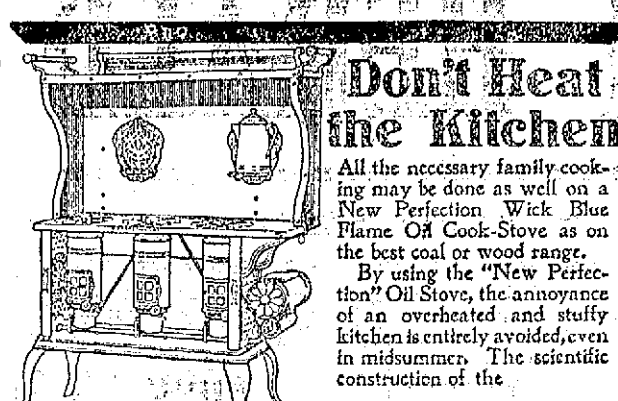 Don't Heat
the Kitchen
All the necessary family cook-
ing may be done as well on a
New Perfection Wick Blue
Flame Oil Cook-Stove as on
the best coal or wood range.
By using the "New Perfec-
tion" Oil Stove, the annoyance
of an overheated and stuffy
kitchen is entirely avoided, even
in midsummer. The scientific
construction of the